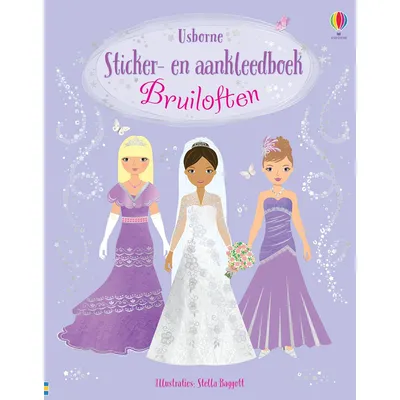 Usborne
Sticker- en aankleedboek
Bruiloften
Illustraties: Stella Baggott